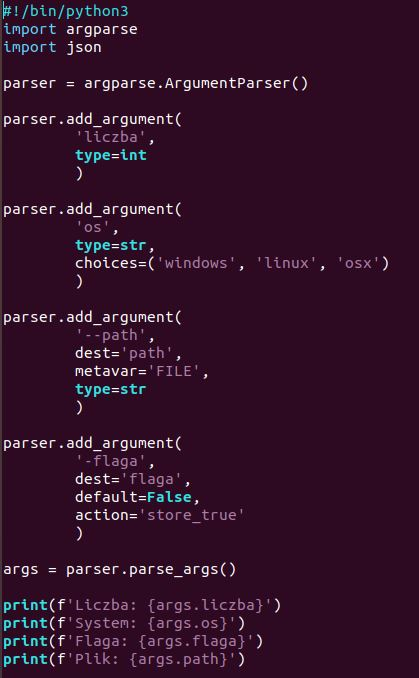 #!/bin/python3
import argparse
import json
parser = argparse.ArgumentParser()
parser.add_argument(
'liczba',
type=int
)
parser.add_argument(
'os',
type=str,
choices=('windows', 'linux', 'osx')
)
parser.add_argument(
'--path',
dest='path',
metavar='FILE',
type=str
)
parser.add_argument(
'-flaga',
dest='flaga',
default=False,
action='store_true'
)
args = parser.parse_args()
print(f'Liczba: {args.liczba}')
print(f'System: {args.os}')
print(f'Flaga: {args.flaga}')
print(f'Plik: {args.path}')